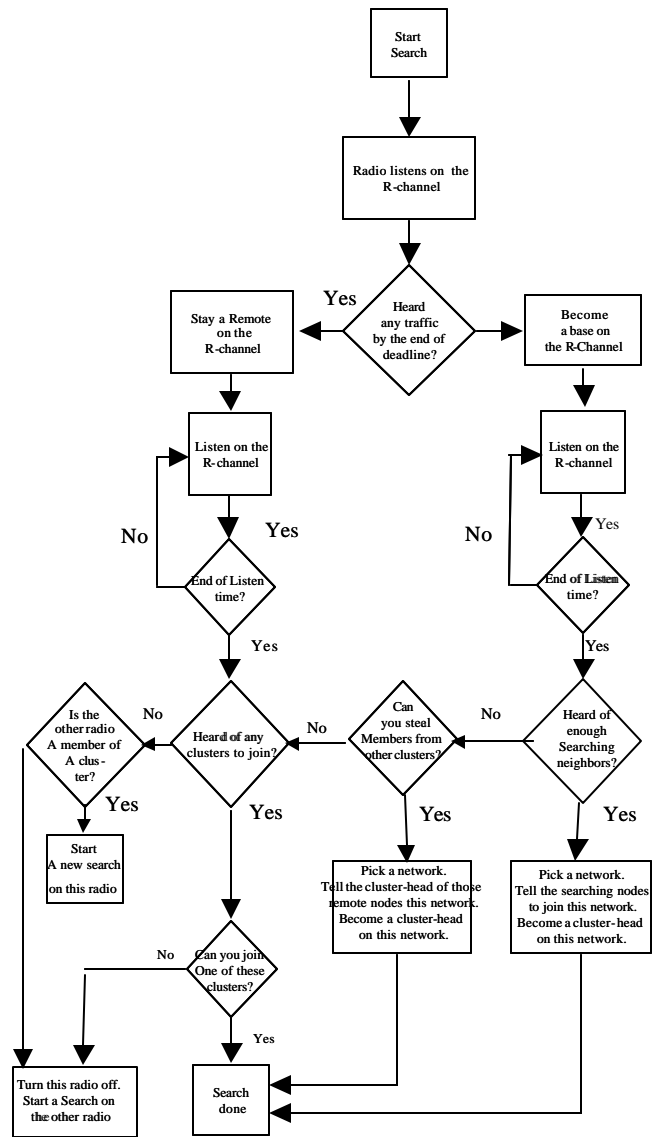 Start
Search
Radio listens on the
R-channel
Yes
Heard
any traffic
by the end of
deadline?
Stay a Remote
on the
R-channel
Become
a base on
the R-Channel
Listen on the
R-channel
Listen on the
R-channel
No
Yes
No
Yes
End of Listen
time?
End of Listen
time?
Yes
Yes
Is the
other radio
A member of
A clus-
ter?
No
Heard of any
clusters to join?
No
Can
you steal
Members from
other clusters?
No
Heard of
enough
Searching
neighbors?
Yes
Yes
Yes
Yes
Start
A new search
on this radio
Pick a network.
Tell the cluster-head of those
remote nodes this network.
Become a cluster-head
on this network.
Pick a network.
Tell the searching nodes
to join this network.
Become a cluster-head
on this network.
No
Can you join
One of these
clusters?
Yes
Turn this radio off.
Start a Search on
the other radio
Search
done